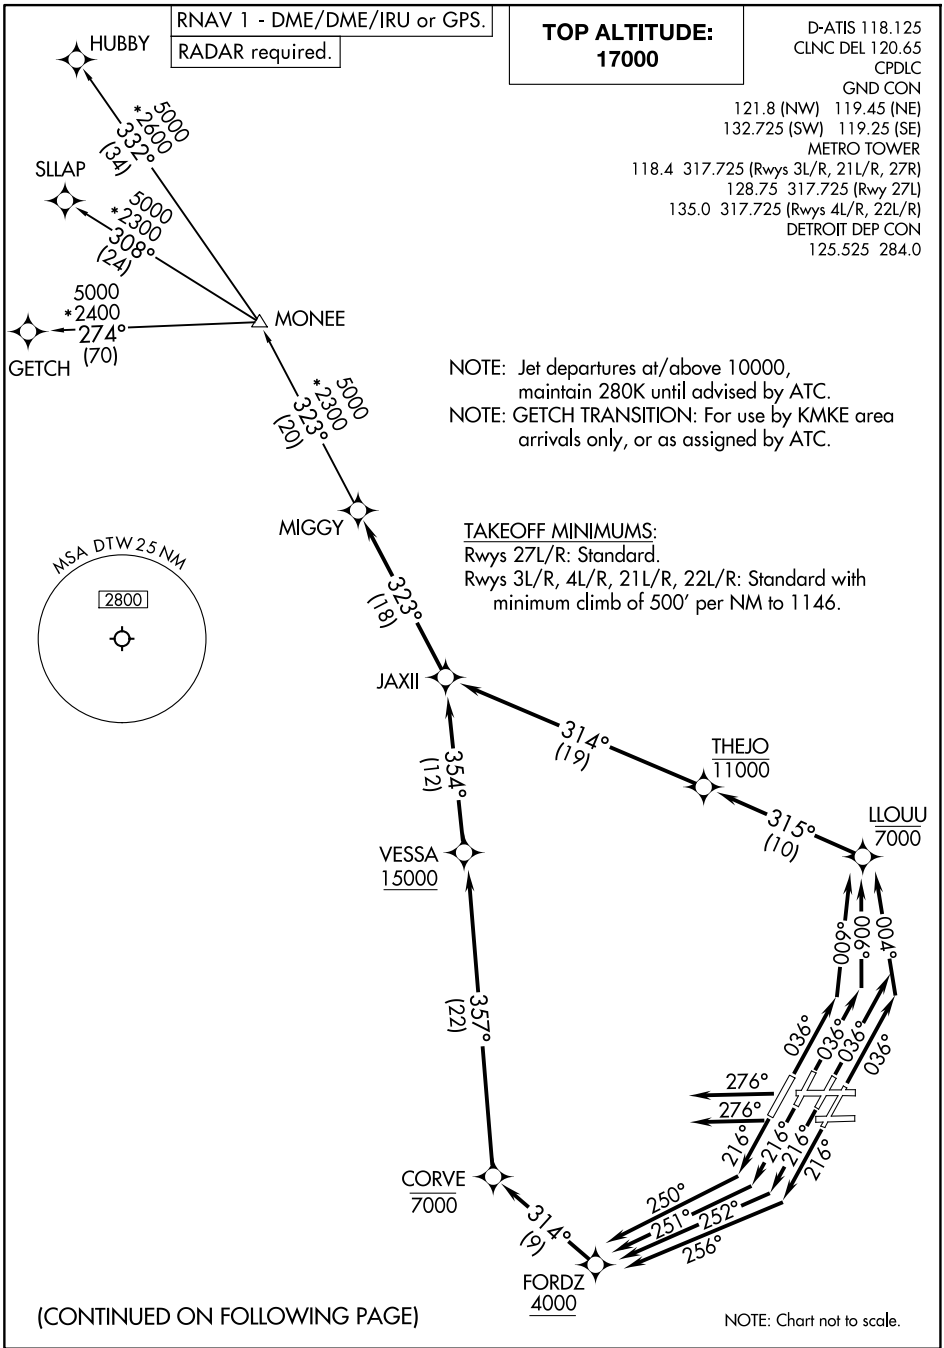 RNAV 1 - DME/DME/IRU or GPS.
RADAR required.
TOP ALTITUDE:
17000
D-ATIS 118.125
CLNC DEL 120.65
CPDLC
GND CON
121.8 (NW) 119.45 (NE)
132.725 (SW) 119.25 (SE)
METRO TOWER
118.4 317.725 (Rwys 3L/R, 21L/R, 27R)
128.75 317.725 (Rwy 27L)
135.0 317.725 (Rwys 4L/R, 22L/R)
DETROIT DEP CON
125.525 284.0
HUBBY
5000
*2600
332°
(34)
SLLAP
5000
*2300
308°
(24)
5000
*2400
274°
(70)
GETCH
MONEE
5000
*2300
323°
(20)
NOTE: Jet departures at/above 10000,
maintain 280K until advised by ATC.
NOTE: GETCH TRANSITION: For use by KMKE area
arrivals only, or as assigned by ATC.
MIGGY
TAKEOFF MINIMUMS:
Rwys 27L/R: Standard.
Rwys 3L/R, 4L/R, 21L/R, 22L/R: Standard with
minimum climb of 500' per NM to 1146.
MSA DTW 25 NM
2800
323°
(18)
JAXII
314°
(19)
THEJO
11000
354°
(12)
315°
(10)
LLOUU
7000
VESSA
15000
009°
006°
004°
357°
(22)
036°
036°
036°
036°
276°
276°
216°
216°
216°
216°
CORVE
7000
250°
251°
252°
256°
314°
(9)
FORDZ
4000
(CONTINUED ON FOLLOWING PAGE)
NOTE: Chart not to scale.